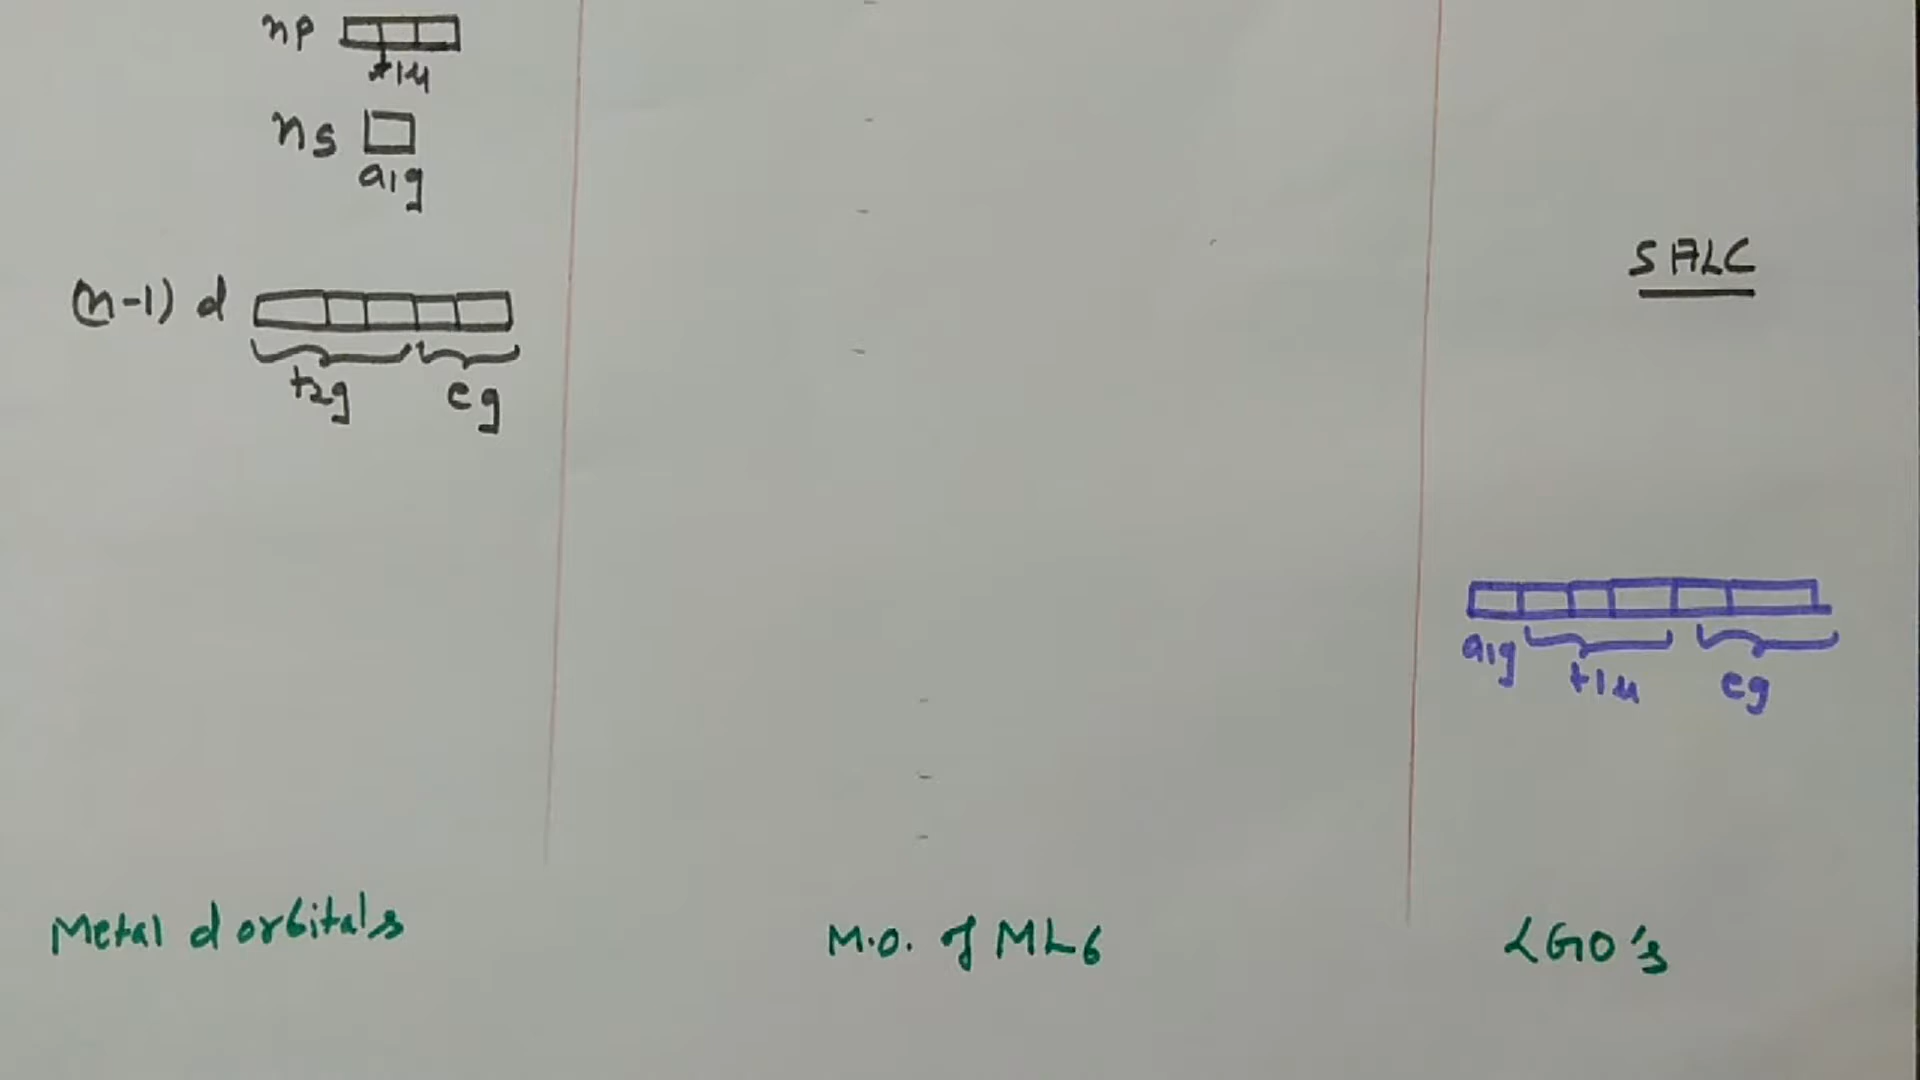 np
t1u
ns
a1g
SALC
(n-1) d
t2g eg
a1g t1u eg
Metal d orbitals
M.O. of ML6
LGO's